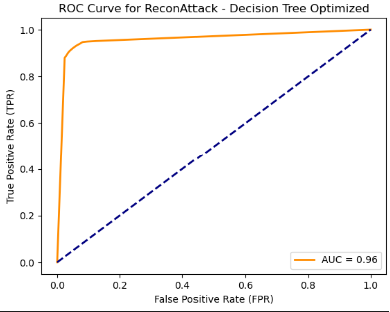 ROC Curve for ReconAttack - Decision Tree Optimized
1.0
0.8
0.6
0.4
0.2
0.0
True Positive Rate (TPR)
AUC = 0.96
0.0 0.2 0.4 0.6 0.8 1.0
False Positive Rate (FPR)